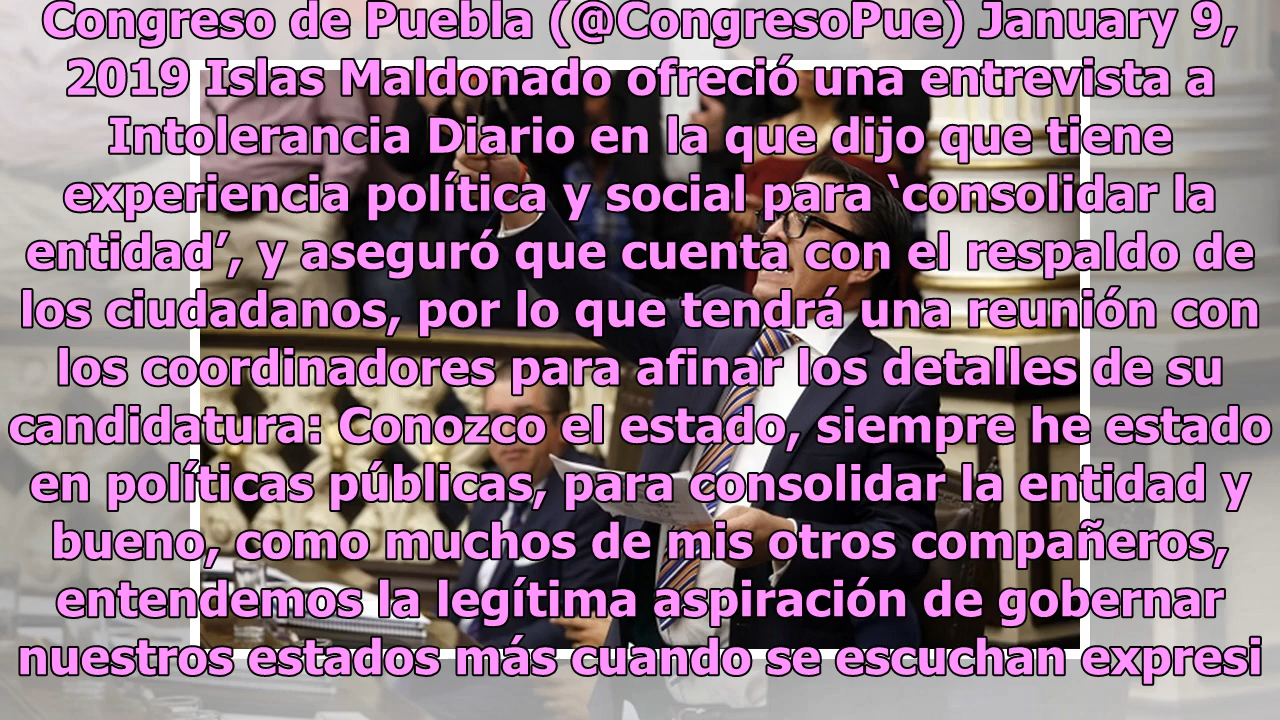 Congreso de Puebla (@CongresoPue) January 9,
2019 Islas Maldonado ofreció una entrevista a
Intolerancia Diario en la que dijo que tiene
experiencia política y social para ‘consolidar la
entidad’, y aseguró que cuenta con el respaldo de
los ciudadanos, por lo que tendrá una reunión con
los coordinadores para afinar los detalles de su
candidatura: Conozco el estado, siempre he estado
en políticas públicas, para consolidar la entidad y
bueno, como muchos de mis otros compañeros,
entendemos la legítima aspiración de gobernar
nuestros estados más cuando se escuchan expresi